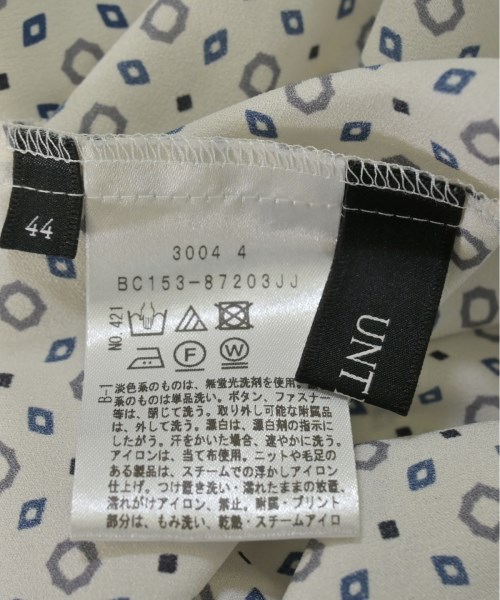 44
3004 4
BC153-87203JJ
NO.421
F
W
UNT
B-1
淡色系のものは、無蛍光洗剤を使用。
系のものは単品洗い。ボタン、ファスナー
等は、閉じて洗う。取り外し可能な附属品
は、外して洗う。漂白は、漂白剤の指示に
したがう。汗をかいた場合、速やかに洗う。
アイロンは、当て布使用。ニットや毛足の
ある製品は、スチームでの浮かしアイロン
仕上げ。つけ置き洗い・濡れたままの放置、
濡れがけアイロン、禁止。附属・プリント
部分は、もみ洗い、乾燥・スチームアイロ